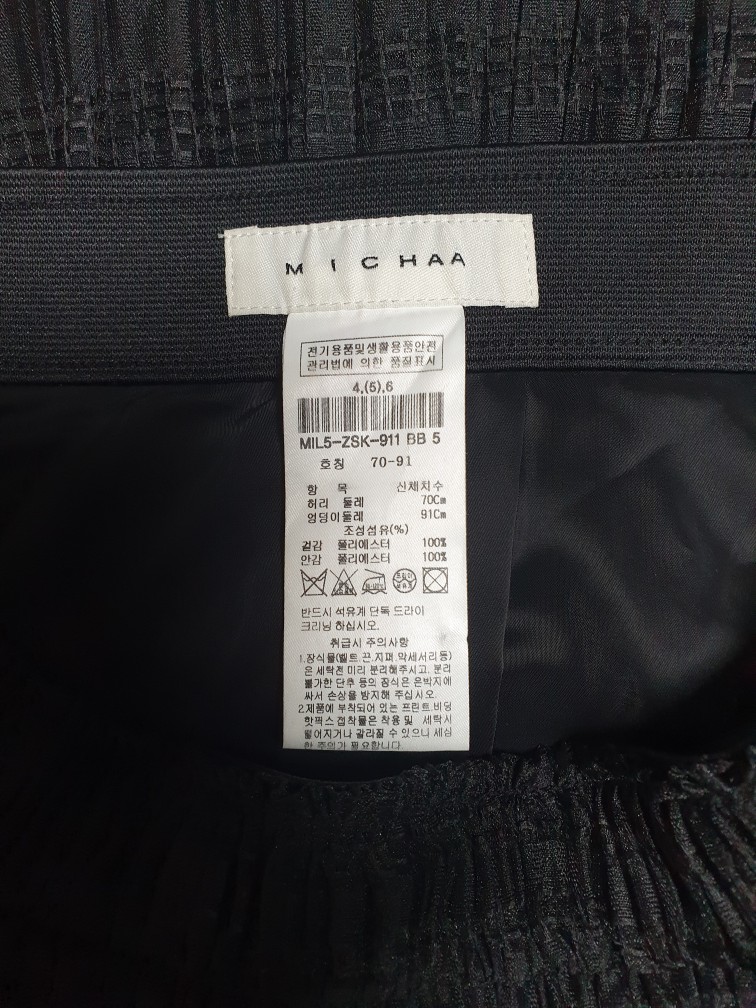 MICHAA
전기용품및생활용품안전
관리법에 의한 품질표시
4,(5),6
MIL5-ZSK-911 BB 5
호칭 70-91
항 목 신체치수
허리 둘레 70Cm
엉덩이둘레 91Cm
조성섬유(%)
겉감 폴리에스터 100%
안감 폴리에스터 100%
반드시 석유계 단독 드라이
크리닝 하십시오.
취급시 주의사항
1.장식물(벨트.끈.지퍼.악세서리등)
은 세탁전 미리 분리해주시고. 분리
불가한 단추 등의 장식은 은박지에
싸서 손상을 방지해 주십시오.
2.제품에 부착되어 있는 프린트.비딩
핫픽스 접착물은 착용 및 세탁시
떨어지거나 갈라질 수 있으니 세심
한 주의가 필요합니다.